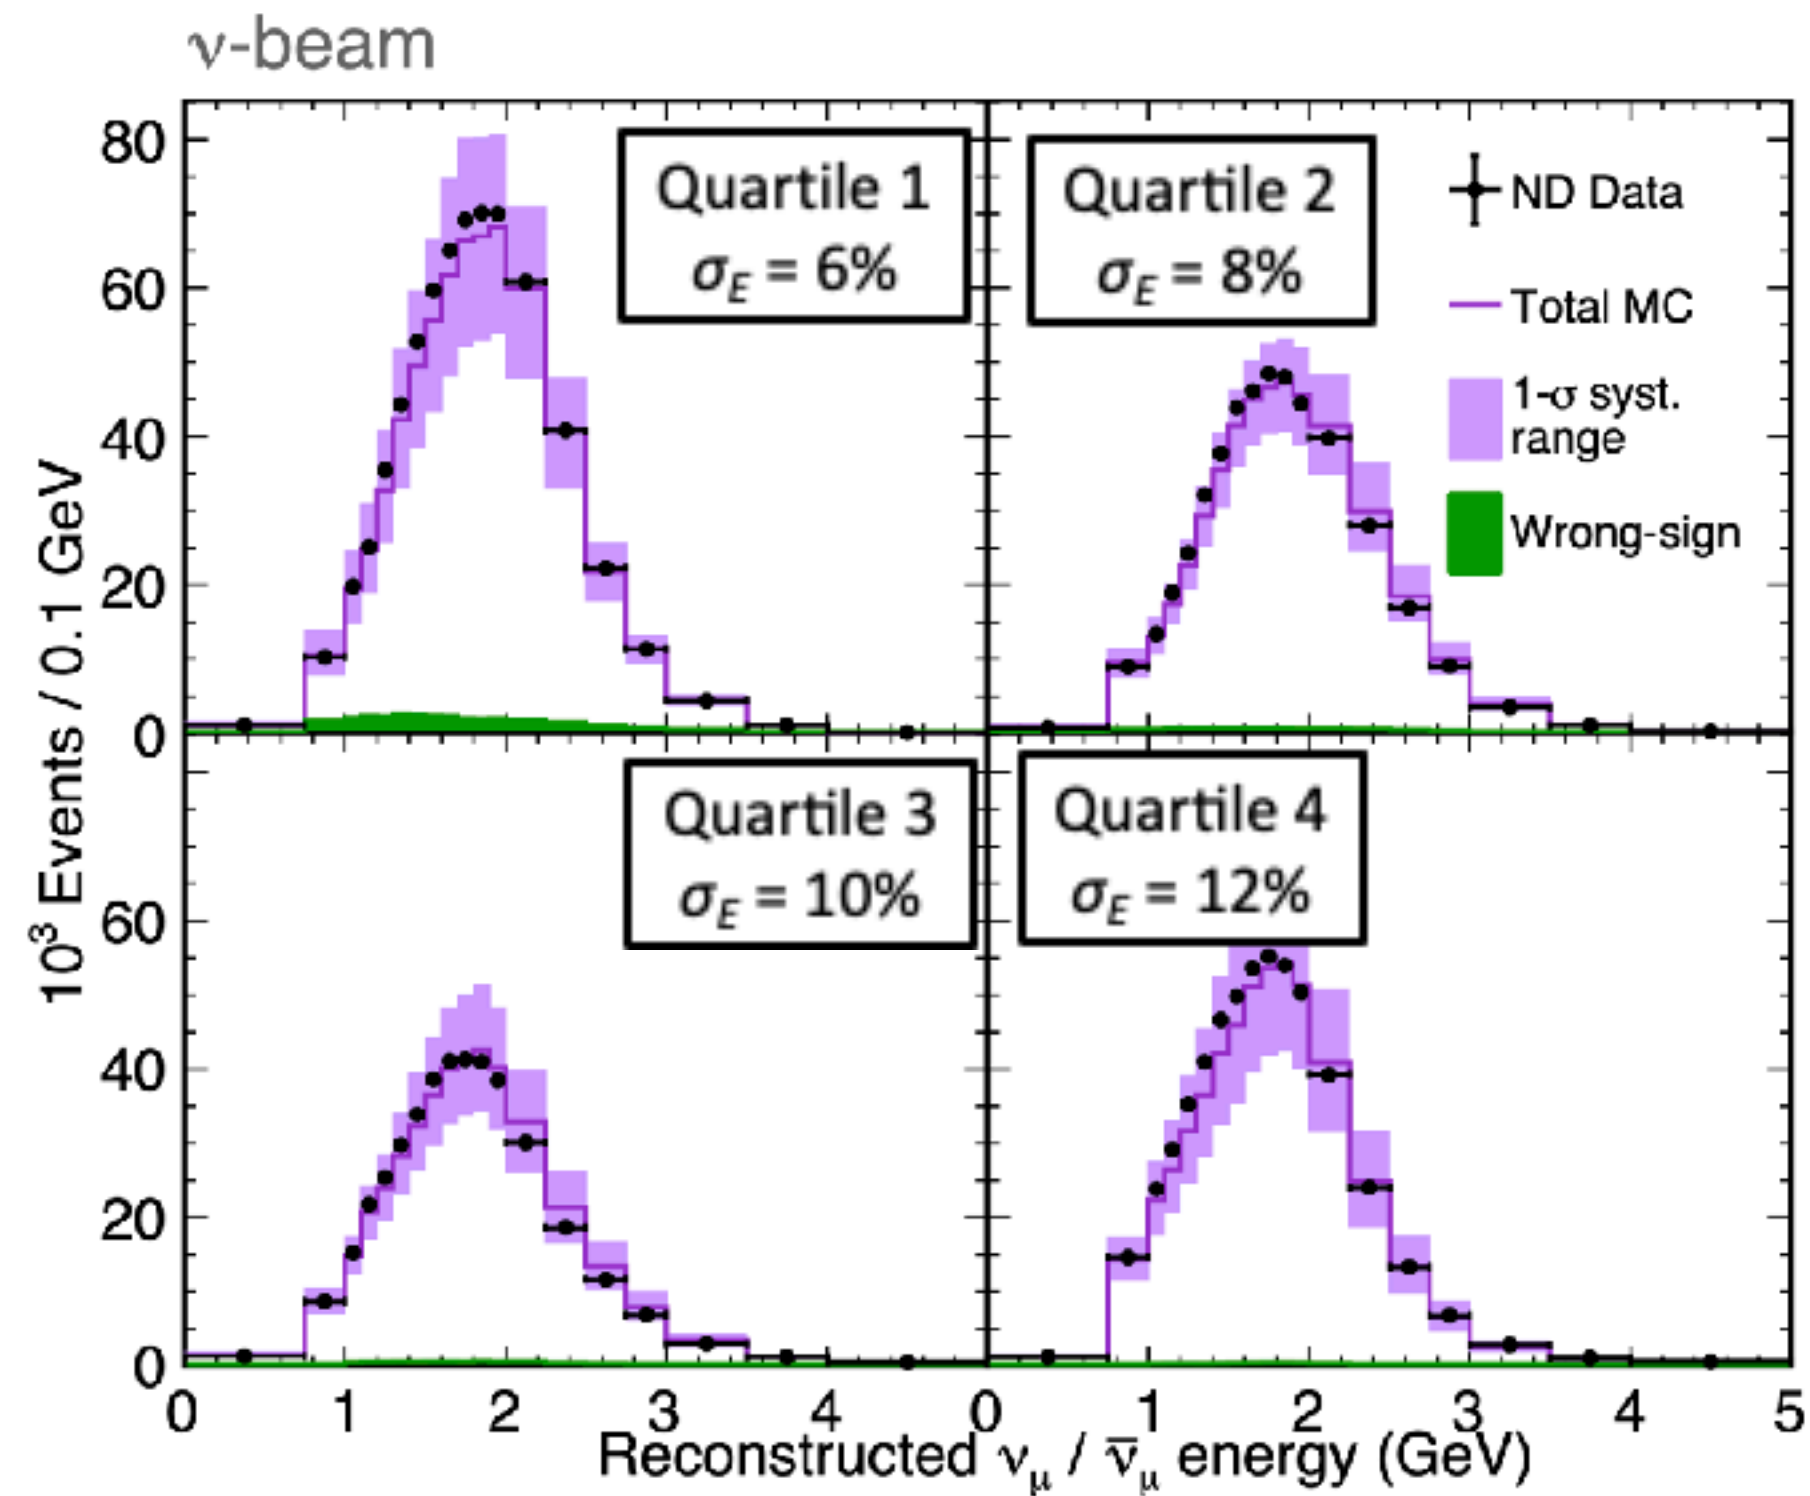 ν-beam
Quartile 1
σE = 6%
Quartile 2
σE = 8%
ND Data
Total MC
1-σ syst.
range
Wrong-sign
80
60
40
20
0
Quartile 3
σE = 10%
Quartile 4
σE = 12%
60
40
20
0
0 1 2 3 4 0 1 2 3 4 5
10³ Events / 0.1 GeV
Reconstructed νμ / ν̄μ energy (GeV)